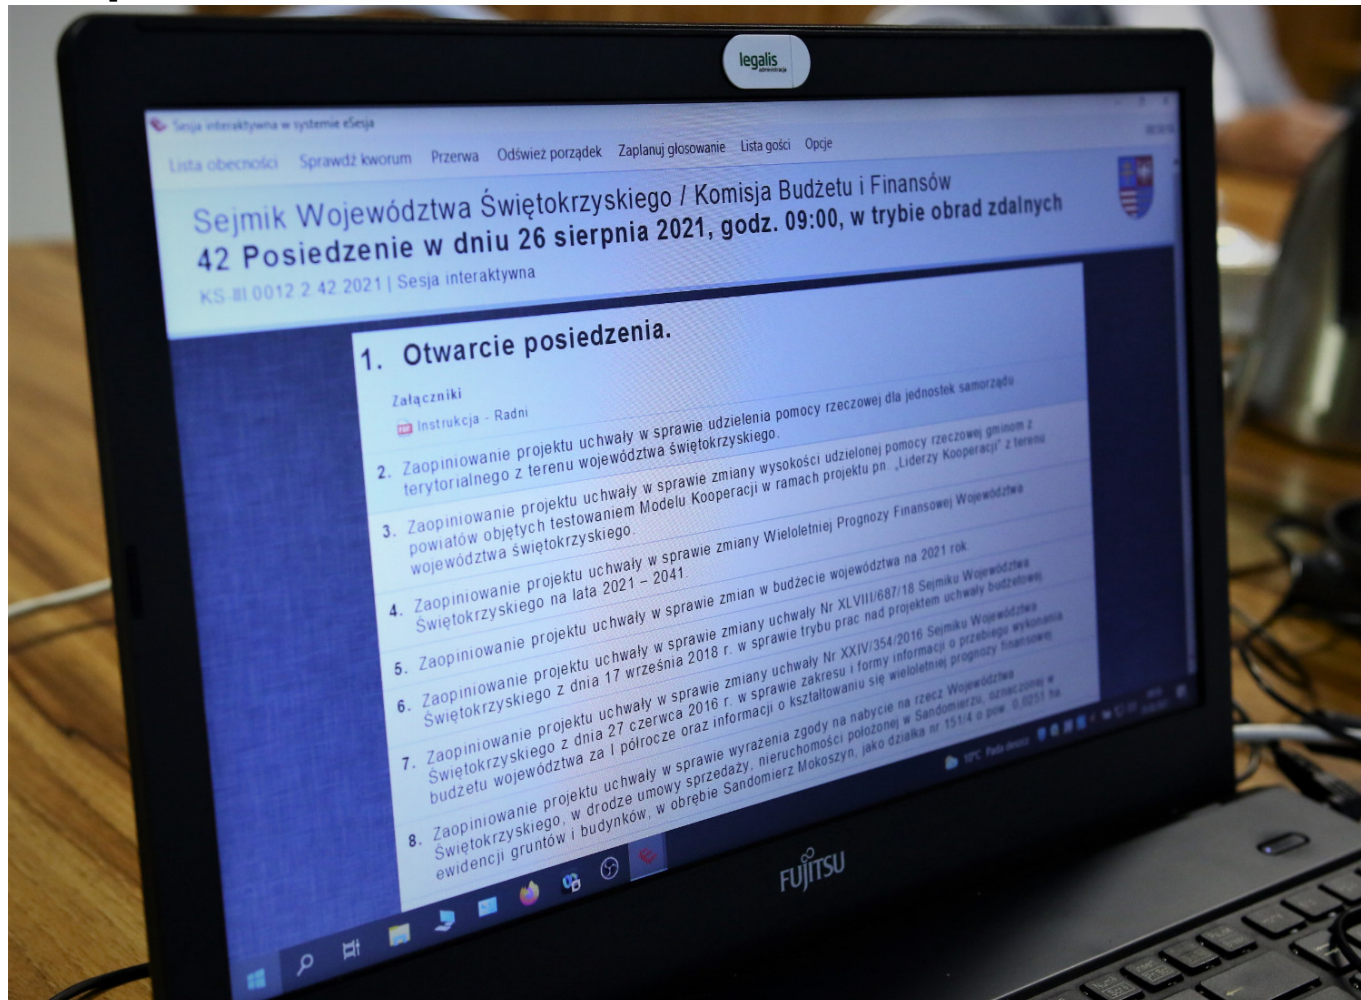 legalis
administracja
Sesja interaktywna w systemie eSesja
Lista obecności Sprawdź kworum Przerwa Odśwież porządek Zaplanuj głosowanie Lista gości Opcje
Sejmik Województwa Świętokrzyskiego / Komisja Budżetu i Finansów
42 Posiedzenie w dniu 26 sierpnia 2021, godz. 09:00, w trybie obrad zdalnych
KS-III.0012.2.42.2021 | Sesja interaktywna
1. Otwarcie posiedzenia.
Załączniki
Instrukcja - Radni
2. Zaopiniowanie projektu uchwały w sprawie udzielenia pomocy rzeczowej dla jednostek samorządu
terytorialnego z terenu województwa świętokrzyskiego.
3. Zaopiniowanie projektu uchwały w sprawie zmiany wysokości udzielonej pomocy rzeczowej gminom z
powiatów objętych testowaniem Modelu Kooperacji w ramach projektu pn. „Liderzy Kooperacji” z terenu
województwa świętokrzyskiego.
4. Zaopiniowanie projektu uchwały w sprawie zmiany Wieloletniej Prognozy Finansowej Województwa
Świętokrzyskiego na lata 2021 – 2041.
5. Zaopiniowanie projektu uchwały w sprawie zmian w budżecie województwa na 2021 rok.
6. Zaopiniowanie projektu uchwały w sprawie zmiany uchwały Nr XLVIII/687/18 Sejmiku Województwa
Świętokrzyskiego z dnia 17 września 2018 r. w sprawie trybu prac nad projektem uchwały budżetowej
7. Zaopiniowanie projektu uchwały w sprawie zmiany uchwały Nr XXIV/354/2016 Sejmiku Województwa
Świętokrzyskiego z dnia 27 czerwca 2016 r. w sprawie zakresu i formy informacji o przebiegu wykonania
budżetu województwa za I półrocze oraz informacji o kształtowaniu się wieloletniej prognozy finansowej
8. Zaopiniowanie projektu uchwały w sprawie wyrażenia zgody na nabycie na rzecz Województwa
Świętokrzyskiego, w drodze umowy sprzedaży, nieruchomości położonej w Sandomierzu, oznaczonej w
ewidencji gruntów i budynków, w obrębie Sandomierz Mokoszyn, jako działka nr 151/4 o pow. 0,0251 ha
10°C Pada deszcz
FUJITSU